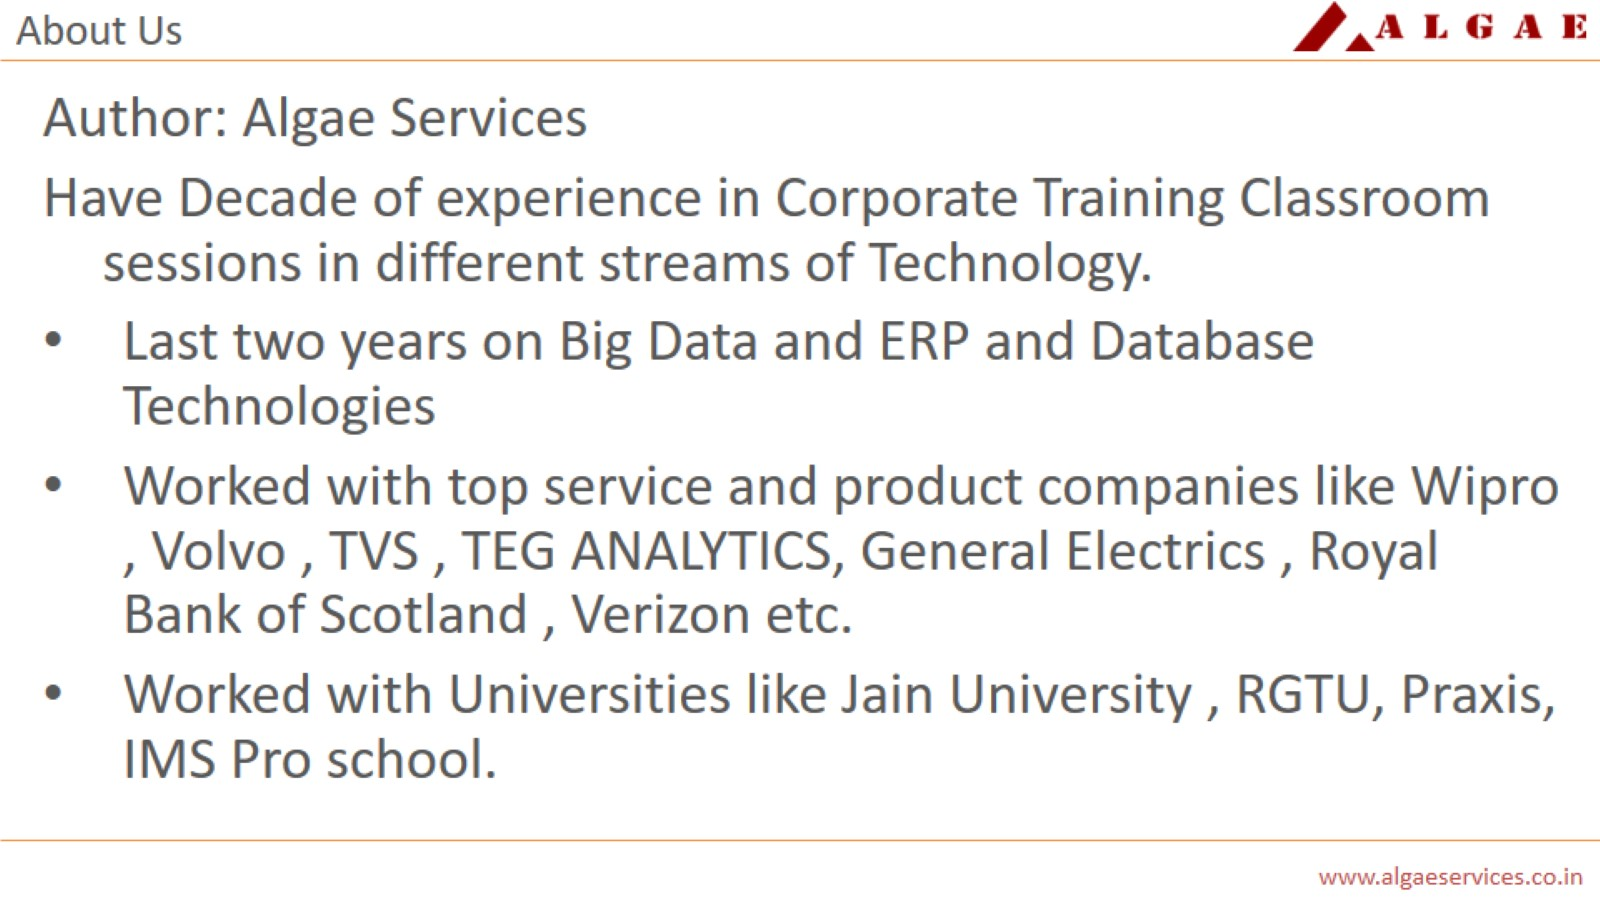 About Us
ALGAE
Author: Algae Services
Have Decade of experience in Corporate Training Classroom
sessions in different streams of Technology.
• Last two years on Big Data and ERP and Database
Technologies
• Worked with top service and product companies like Wipro
, Volvo , TVS , TEG ANALYTICS, General Electrics , Royal
Bank of Scotland , Verizon etc.
• Worked with Universities like Jain University , RGTU, Praxis,
IMS Pro school.
www.algaeservices.co.in